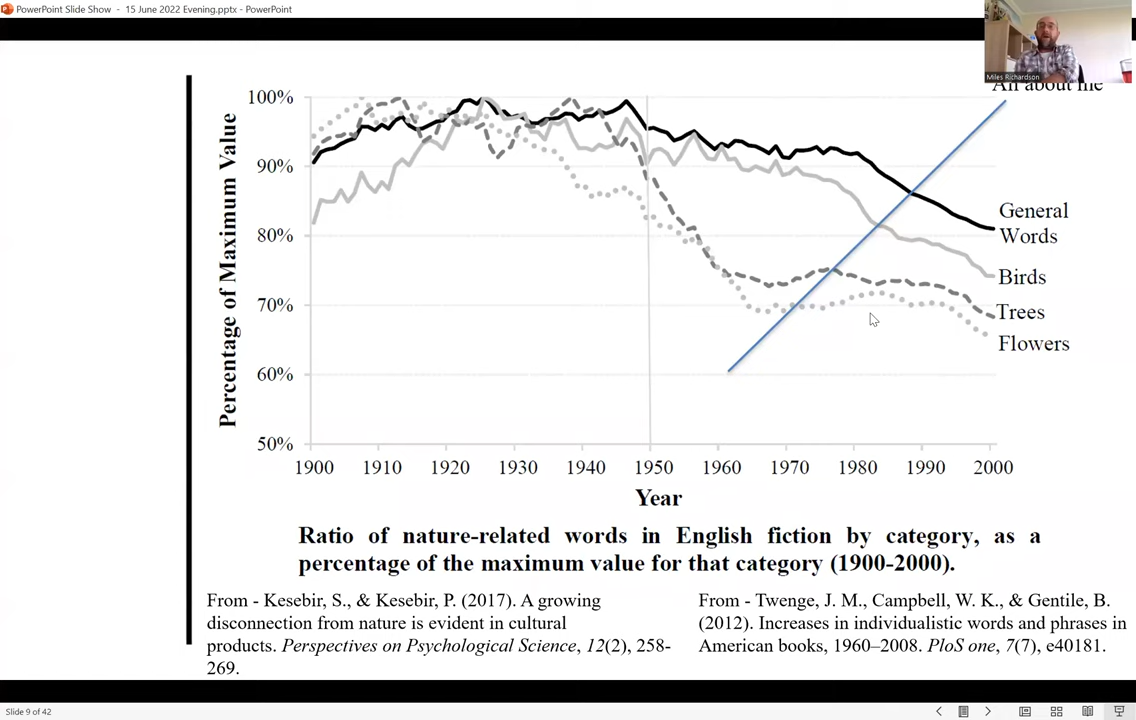 PowerPoint Slide Show - 15 June 2022 Evening.pptx - PowerPoint
Miles Richardson
All about me
100%
90%
80%
70%
60%
50%
Percentage of Maximum Value
General
Words
Birds
Trees
Flowers
1900 1910 1920 1930 1940 1950 1960 1970 1980 1990 2000
Year
Ratio of nature-related words in English fiction by category, as a
percentage of the maximum value for that category (1900-2000).
From - Kesebir, S., & Kesebir, P. (2017). A growing
disconnection from nature is evident in cultural
products. Perspectives on Psychological Science, 12(2), 258-
269.
From - Twenge, J. M., Campbell, W. K., & Gentile, B.
(2012). Increases in individualistic words and phrases in
American books, 1960–2008. PloS one, 7(7), e40181.
Slide 9 of 42